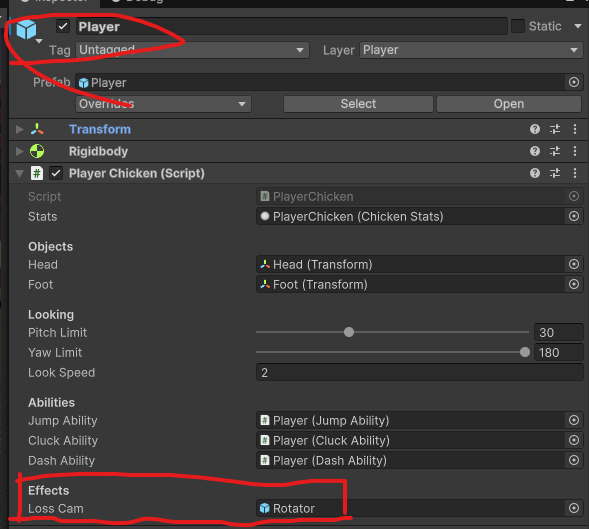 Inspector Debug
Player Static
Tag Untagged Layer Player
Prefab Player
Overrides Select Open
Transform
Rigidbody
# Player Chicken (Script)
Script # PlayerChicken
Stats PlayerChicken (Chicken Stats)
Objects
Head Head (Transform)
Foot Foot (Transform)
Looking
Pitch Limit 30
Yaw Limit 180
Look Speed 2
Abilities
Jump Ability # Player (Jump Ability)
Cluck Ability # Player (Cluck Ability)
Dash Ability # Player (Dash Ability)
Effects
Loss Cam Rotator